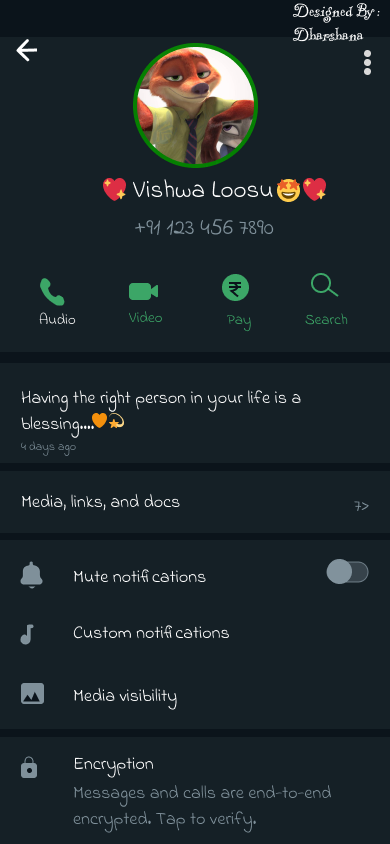 Designed By :
Dharshana
💖 Vishwa Loosu🤩💖
+91 123 456 7890
Audio Video Pay Search
Having the right person in your life is a
blessing....🧡💫
4 days ago
Media, links, and docs 7>
Mute notifications
Custom notifications
Media visibility
Encryption
Messages and calls are end-to-end
encrypted. Tap to verify.